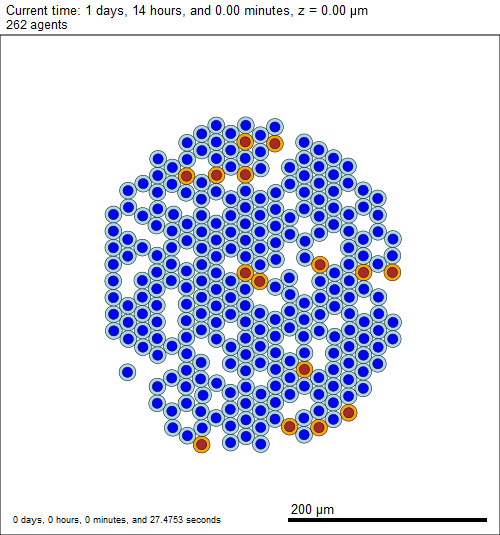 Current time: 1 days, 14 hours, and 0.00 minutes, z = 0.00 μm
262 agents
200 μm
0 days, 0 hours, 0 minutes, and 27.4753 seconds